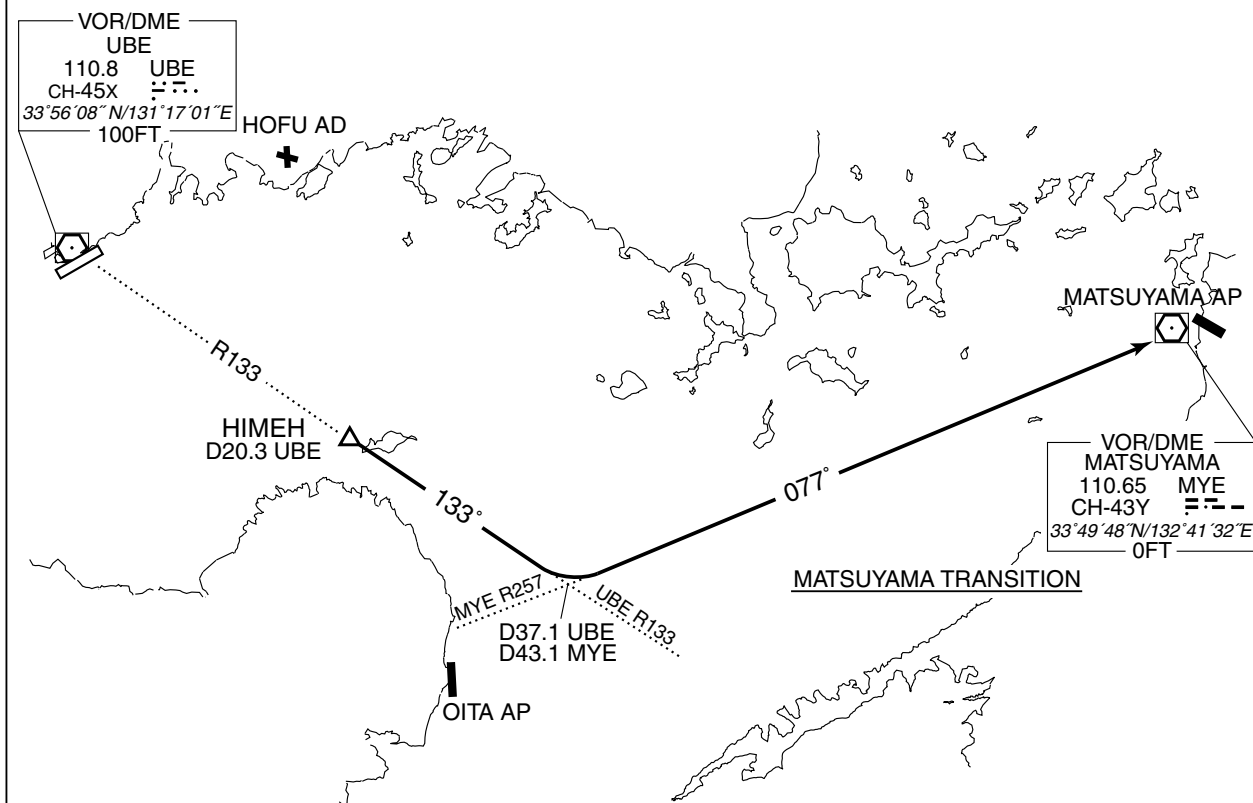 VOR/DME
UBE
110.8 UBE
CH-45X
33°56´08˝N/131°17´01˝E
100FT
HOFU AD
MATSUYAMA AP
R133
HIMEH
D20.3 UBE
133°
077°
VOR/DME
MATSUYAMA
110.65 MYE
CH-43Y
33°49´48˝N/132°41´32˝E
0FT
MATSUYAMA TRANSITION
MYE R257
UBE R133
D37.1 UBE
D43.1 MYE
OITA AP